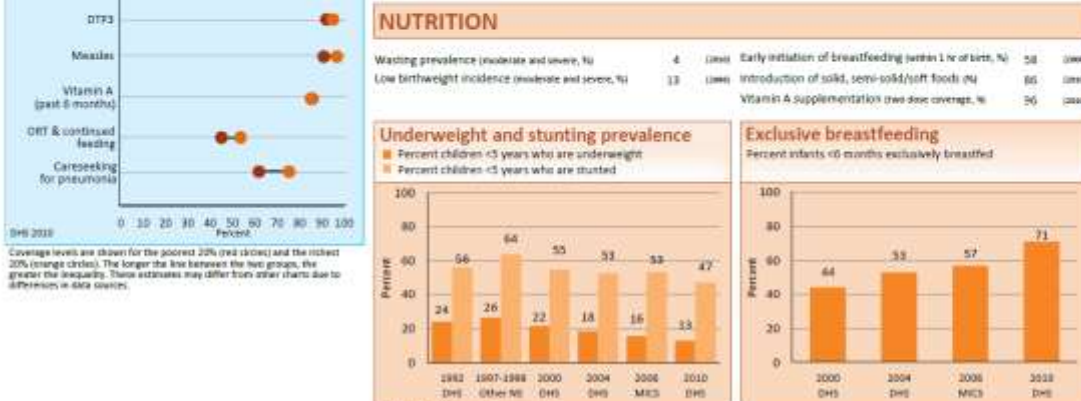 DTP3
Measles
Vitamin A
(past 6 months)
ORT & continued
feeding
Careseeking
for pneumonia
0 10 20 30 40 50 60 70 80 90 100
Percent
DHS 2010
Coverage levels are shown for the poorest 20% (red circles) and the richest
20% (orange circles). The longer the line between the two groups, the
greater the inequality. These estimates may differ from other charts due to
differences in data sources.
NUTRITION
Wasting prevalence (moderate and severe, %) 4
Low birthweight incidence (moderate and severe, %) 13
Early initiation of breastfeeding (within 1 hr of birth, %) 58
Introduction of solid, semi-solid/soft foods (%) 86
Vitamin A supplementation (two dose coverage, % 96
Underweight and stunting prevalence
Percent children <5 years who are underweight
Percent children <5 years who are stunted
100
80
60
40
20
0
Percent
24 56
26 64
22 55
18 53
16 53
13 47
1992 1997-1998 2000 2004 2006 2010
DHS Other NS DHS DHS MICS DHS
Exclusive breastfeeding
Percent infants <6 months exclusively breastfed
100
80
60
40
20
0
Percent
44
53
57
71
2000 2004 2006 2010
DHS DHS MICS DHS